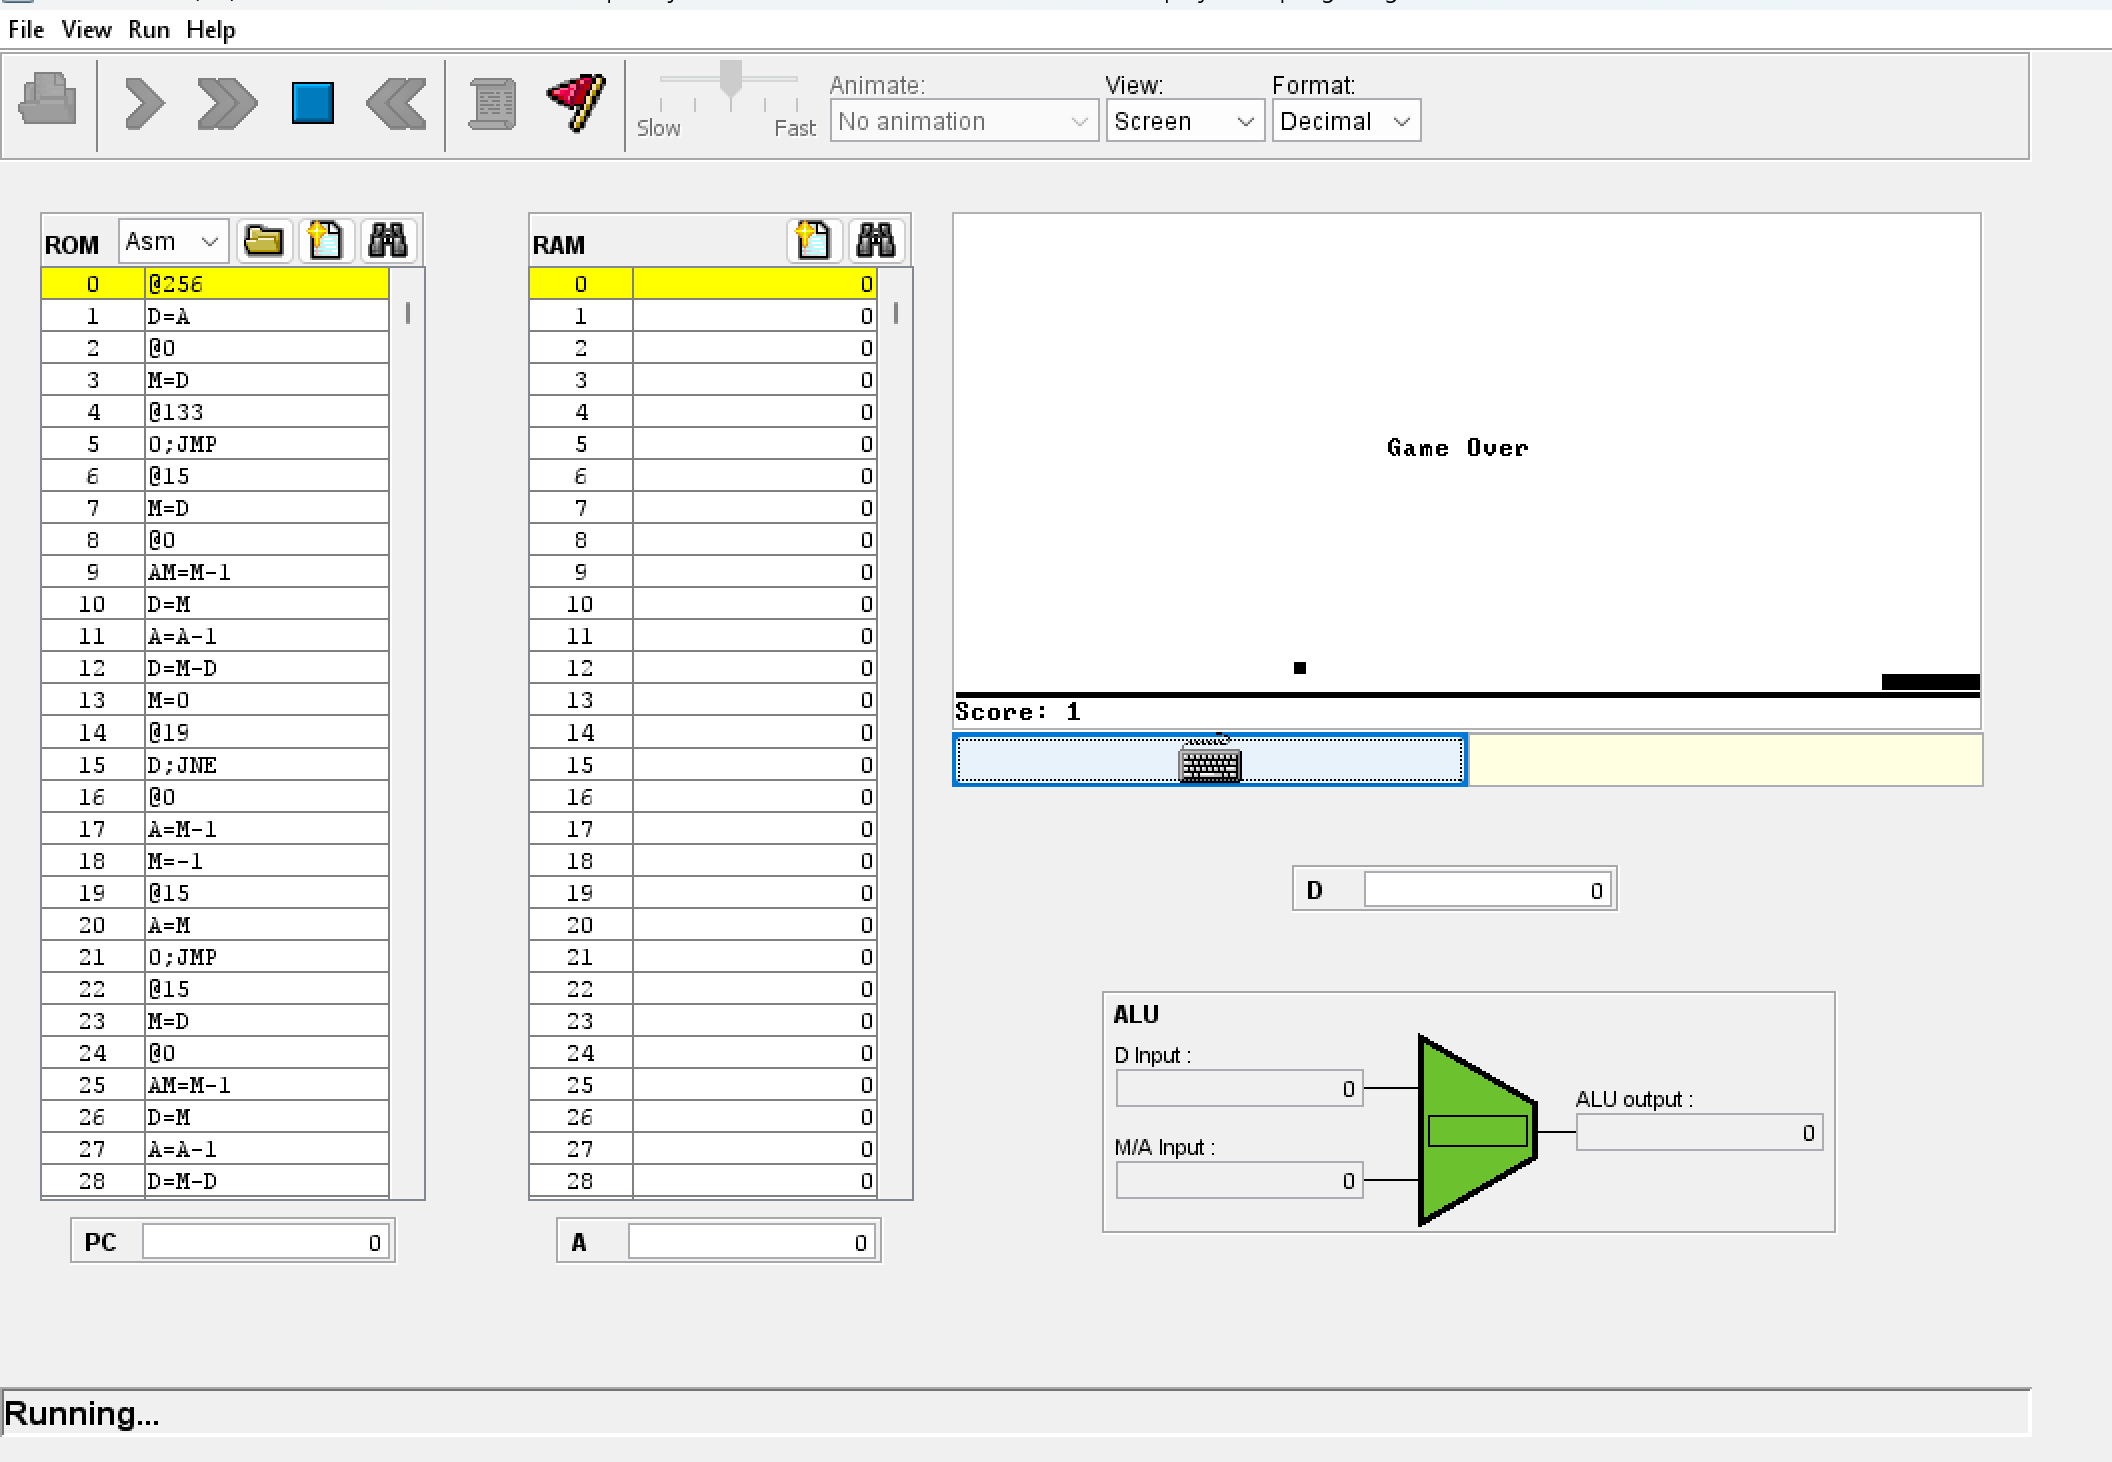 File View Run Help
Animate: View: Format:
Slow Fast No animation Screen Decimal
ROM Asm
0 @256
1 D=A
2 @0
3 M=D
4 @133
5 0;JMP
6 @15
7 M=D
8 @0
9 AM=M-1
10 D=M
11 A=A-1
12 D=M-D
13 M=0
14 @19
15 D;JNE
16 @0
17 A=M-1
18 M=-1
19 @15
20 A=M
21 0;JMP
22 @15
23 M=D
24 @0
25 AM=M-1
26 D=M
27 A=A-1
28 D=M-D
PC 0
RAM
0 0
1 0
2 0
3 0
4 0
5 0
6 0
7 0
8 0
9 0
10 0
11 0
12 0
13 0
14 0
15 0
16 0
17 0
18 0
19 0
20 0
21 0
22 0
23 0
24 0
25 0
26 0
27 0
28 0
A 0
Game Over
Score: 1
D 0
ALU
D Input :
0
M/A Input :
0
ALU output :
0
Running...